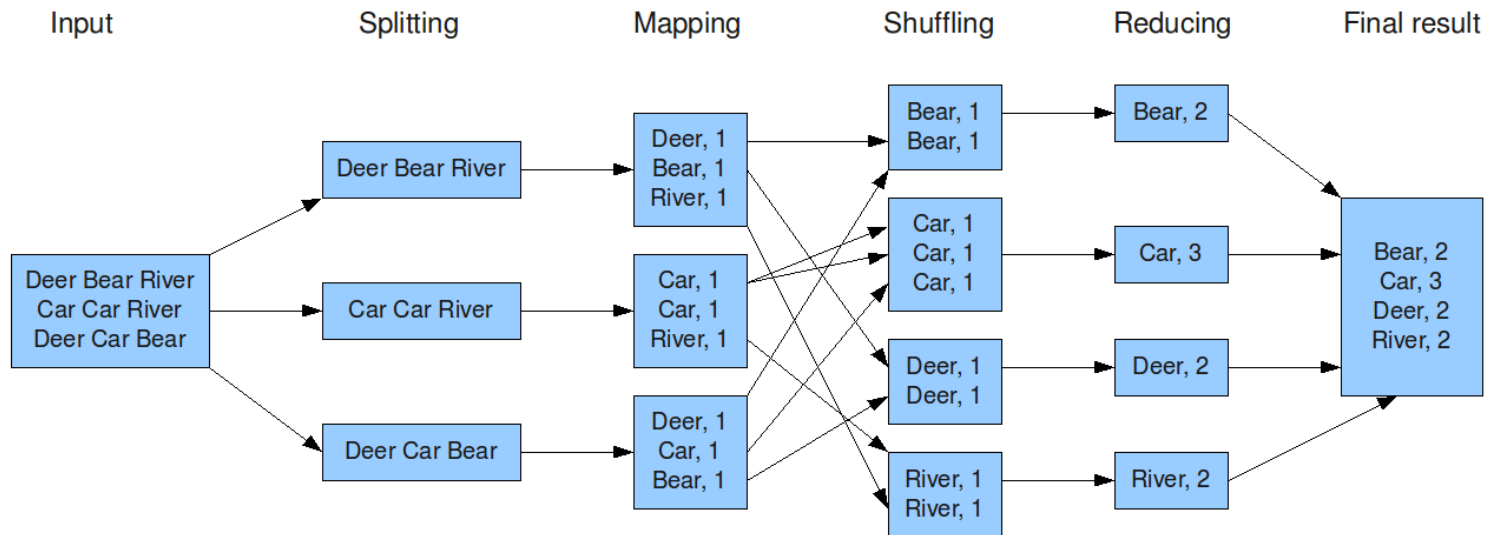 Input
Splitting
Mapping
Shuffling
Reducing
Final result
Deer Bear River
Car Car River
Deer Car Bear
Deer Bear River
Car Car River
Deer Car Bear
Deer, 1
Bear, 1
River, 1
Car, 1
Car, 1
River, 1
Deer, 1
Car, 1
Bear, 1
Bear, 1
Bear, 1
Car, 1
Car, 1
Car, 1
Deer, 1
Deer, 1
River, 1
River, 1
Bear, 2
Car, 3
Deer, 2
River, 2
Bear, 2
Car, 3
Deer, 2
River, 2